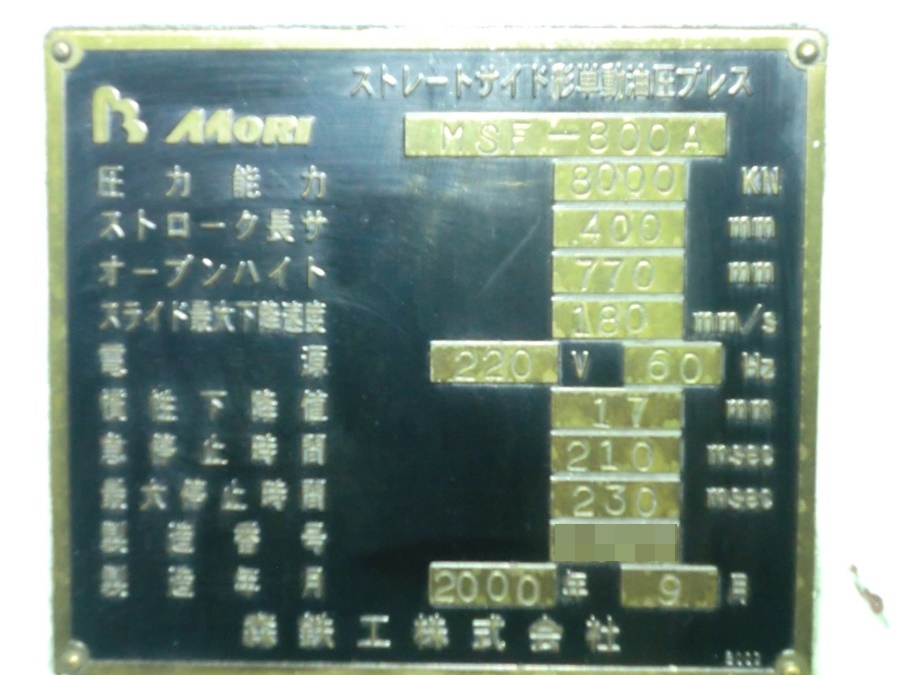 ストレートサイド形単動油圧プレス
MORI MSF-800A
圧力能力 8000 KN
ストローク長サ 400 mm
オープンハイト 770 mm
スライド最大下降速度 180 mm/s
電源 220 V 60 Hz
慣性下降値 17 mm
急停止時間 210 msec
最大停止時間 230 msec
製造番号
製造年月 2000 年 9 月
森鉄工株式会社